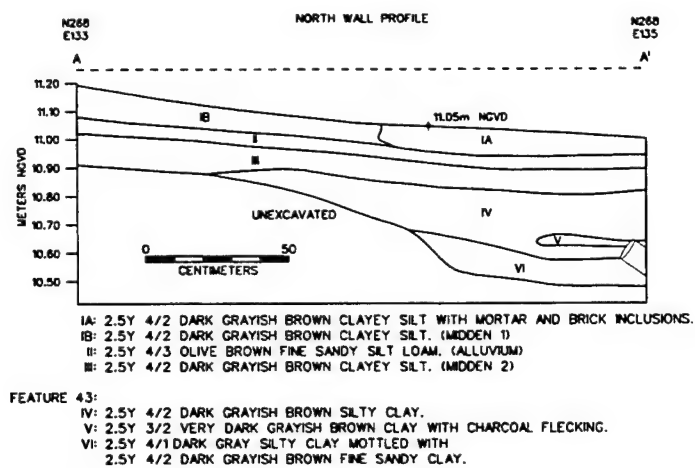 NORTH WALL PROFILE
N268
E133
A
N268
E135
A'
METERS NGVD
11.20
11.10
11.00
10.90
10.80
10.70
10.60
10.50
11.05m NGVD
IB
IA
II
III
UNEXCAVATED
IV
V
VI
0 50
CENTIMETERS
IA: 2.5Y 4/2 DARK GRAYISH BROWN CLAYEY SILT WITH MORTAR AND BRICK INCLUSIONS.
IB: 2.5Y 4/2 DARK GRAYISH BROWN CLAYEY SILT. (MIDDEN 1)
II: 2.5Y 4/3 OLIVE BROWN FINE SANDY SILT LOAM. (ALLUVIUM)
III: 2.5Y 4/2 DARK GRAYISH BROWN CLAYEY SILT. (MIDDEN 2)
FEATURE 43:
IV: 2.5Y 4/2 DARK GRAYISH BROWN SILTY CLAY.
V: 2.5Y 3/2 VERY DARK GRAYISH BROWN CLAY WITH CHARCOAL FLECKING.
VI: 2.5Y 4/1 DARK GRAY SILTY CLAY MOTTLED WITH
2.5Y 4/2 DARK GRAYISH BROWN FINE SANDY CLAY.